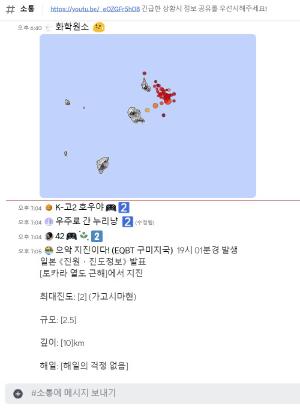 # 소통
https://youtu.be/_e0ZGFr5h08 긴급한 상황시 정보 공유를 우선시해주세요!
오후 6:40 화학원소
오후 7:04 K-고2 호우야 2
오후 7:04 우주로 간 누리냥 2 (수정됨)
오후 7:04 42 2
오후 7:05 으악 지진이다! (EQBT 구미지국) 19시 01분경 발생
일본 《진원 · 진도정보》 발표
[토카라 열도 근해]에서 지진
최대진도: [2] (가고시마현)
규모: [2.5]
깊이: [10]km
해일: [해일의 걱정 없음]
#소통에 메시지 보내기